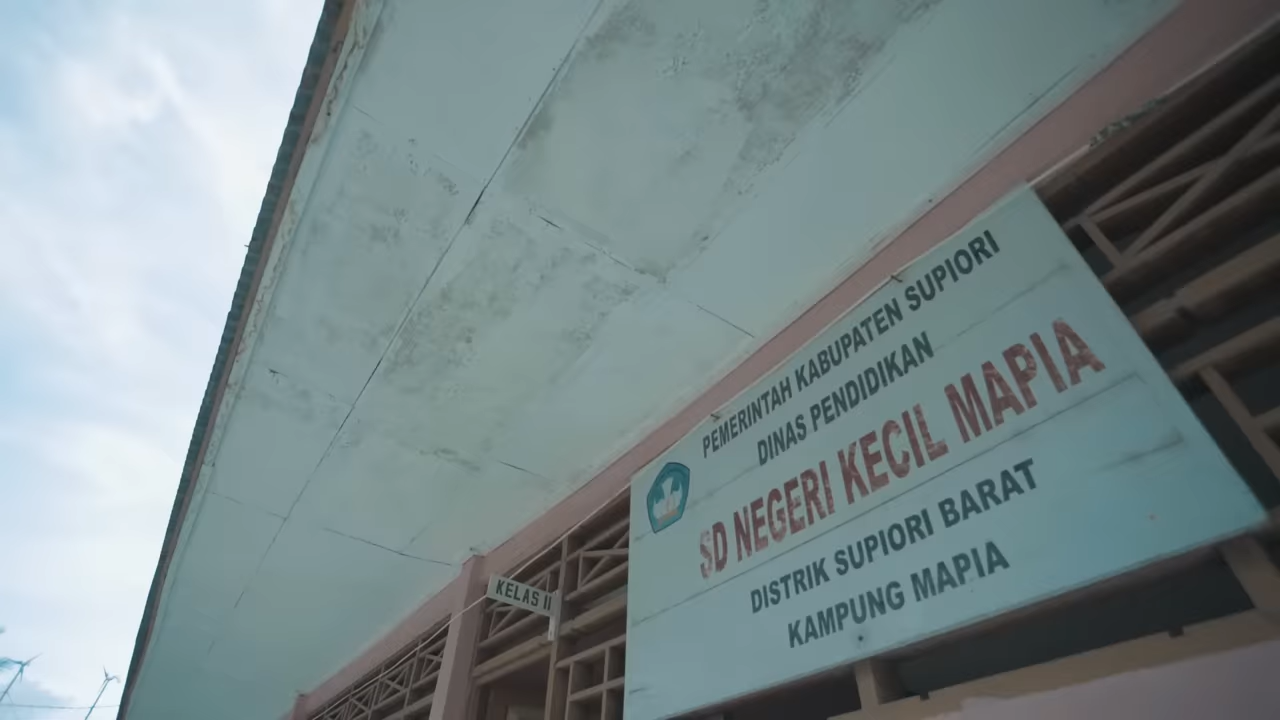 PEMERINTAH KABUPATEN SUPIORI
DINAS PENDIDIKAN
SD NEGERI KECIL MAPIA
DISTRIK SUPIORI BARAT
KAMPUNG MAPIA
KELAS II